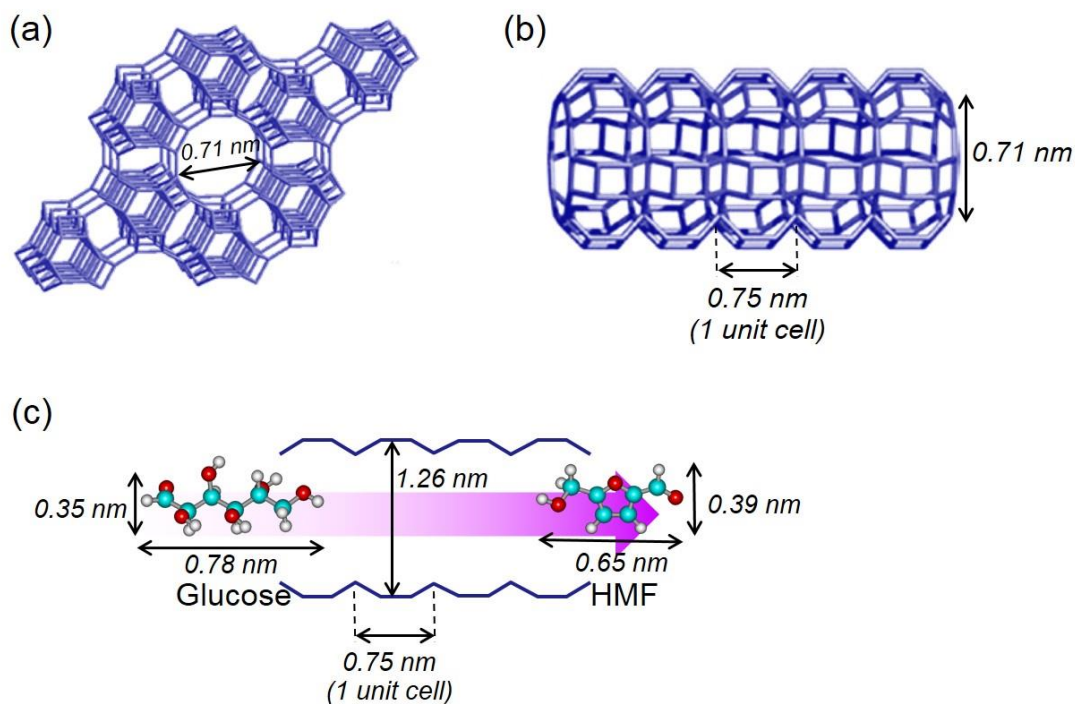 (a)
0.71 nm
(b)
0.71 nm
0.75 nm
(1 unit cell)
(c)
0.35 nm
0.78 nm
Glucose
1.26 nm
0.39 nm
0.65 nm
HMF
0.75 nm
(1 unit cell)